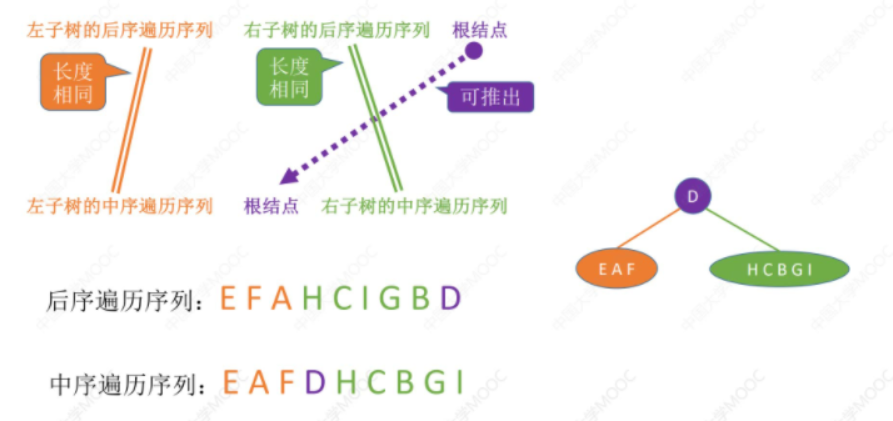 左子树的后序遍历序列 右子树的后序遍历序列 根结点
长度相同 长度相同
可推出
左子树的中序遍历序列 根结点 右子树的中序遍历序列
D
E A F H C B G I
后序遍历序列：E F A H C I G B D
中序遍历序列：E A F D H C B G I
中国大学MOOC